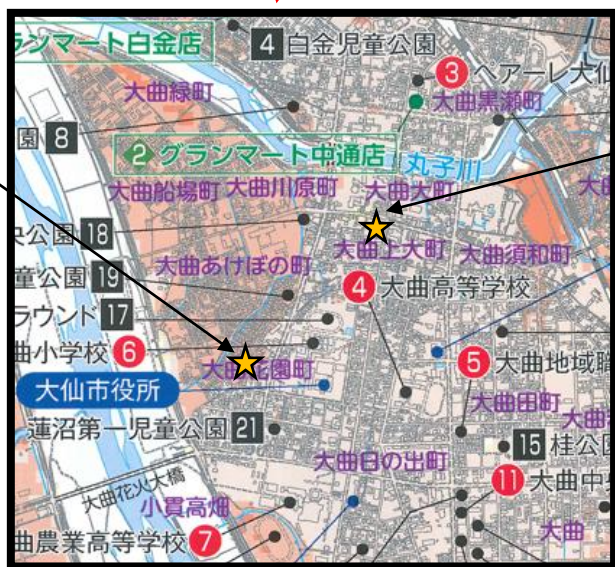 ランマート白金店
4 白金児童公園
3 ペアーレ大仙
大曲緑町
大曲黒瀬町
園 8
2 グランマート中通店
丸子川
大曲船場町
大曲川原町
大曲大町
公園 18
大曲上大町
大曲須和町
童公園 19
大曲あけぼの町
4 大曲高等学校
ラウンド 17
曲小学校 6
花園町
5 大曲地域職
大仙市役所
大曲田町
蓮沼第一児童公園 21
15 桂公園
大曲日の出町
11 大曲中
大曲花火大橋
小貫高畑
大曲
曲農業高等学校 7